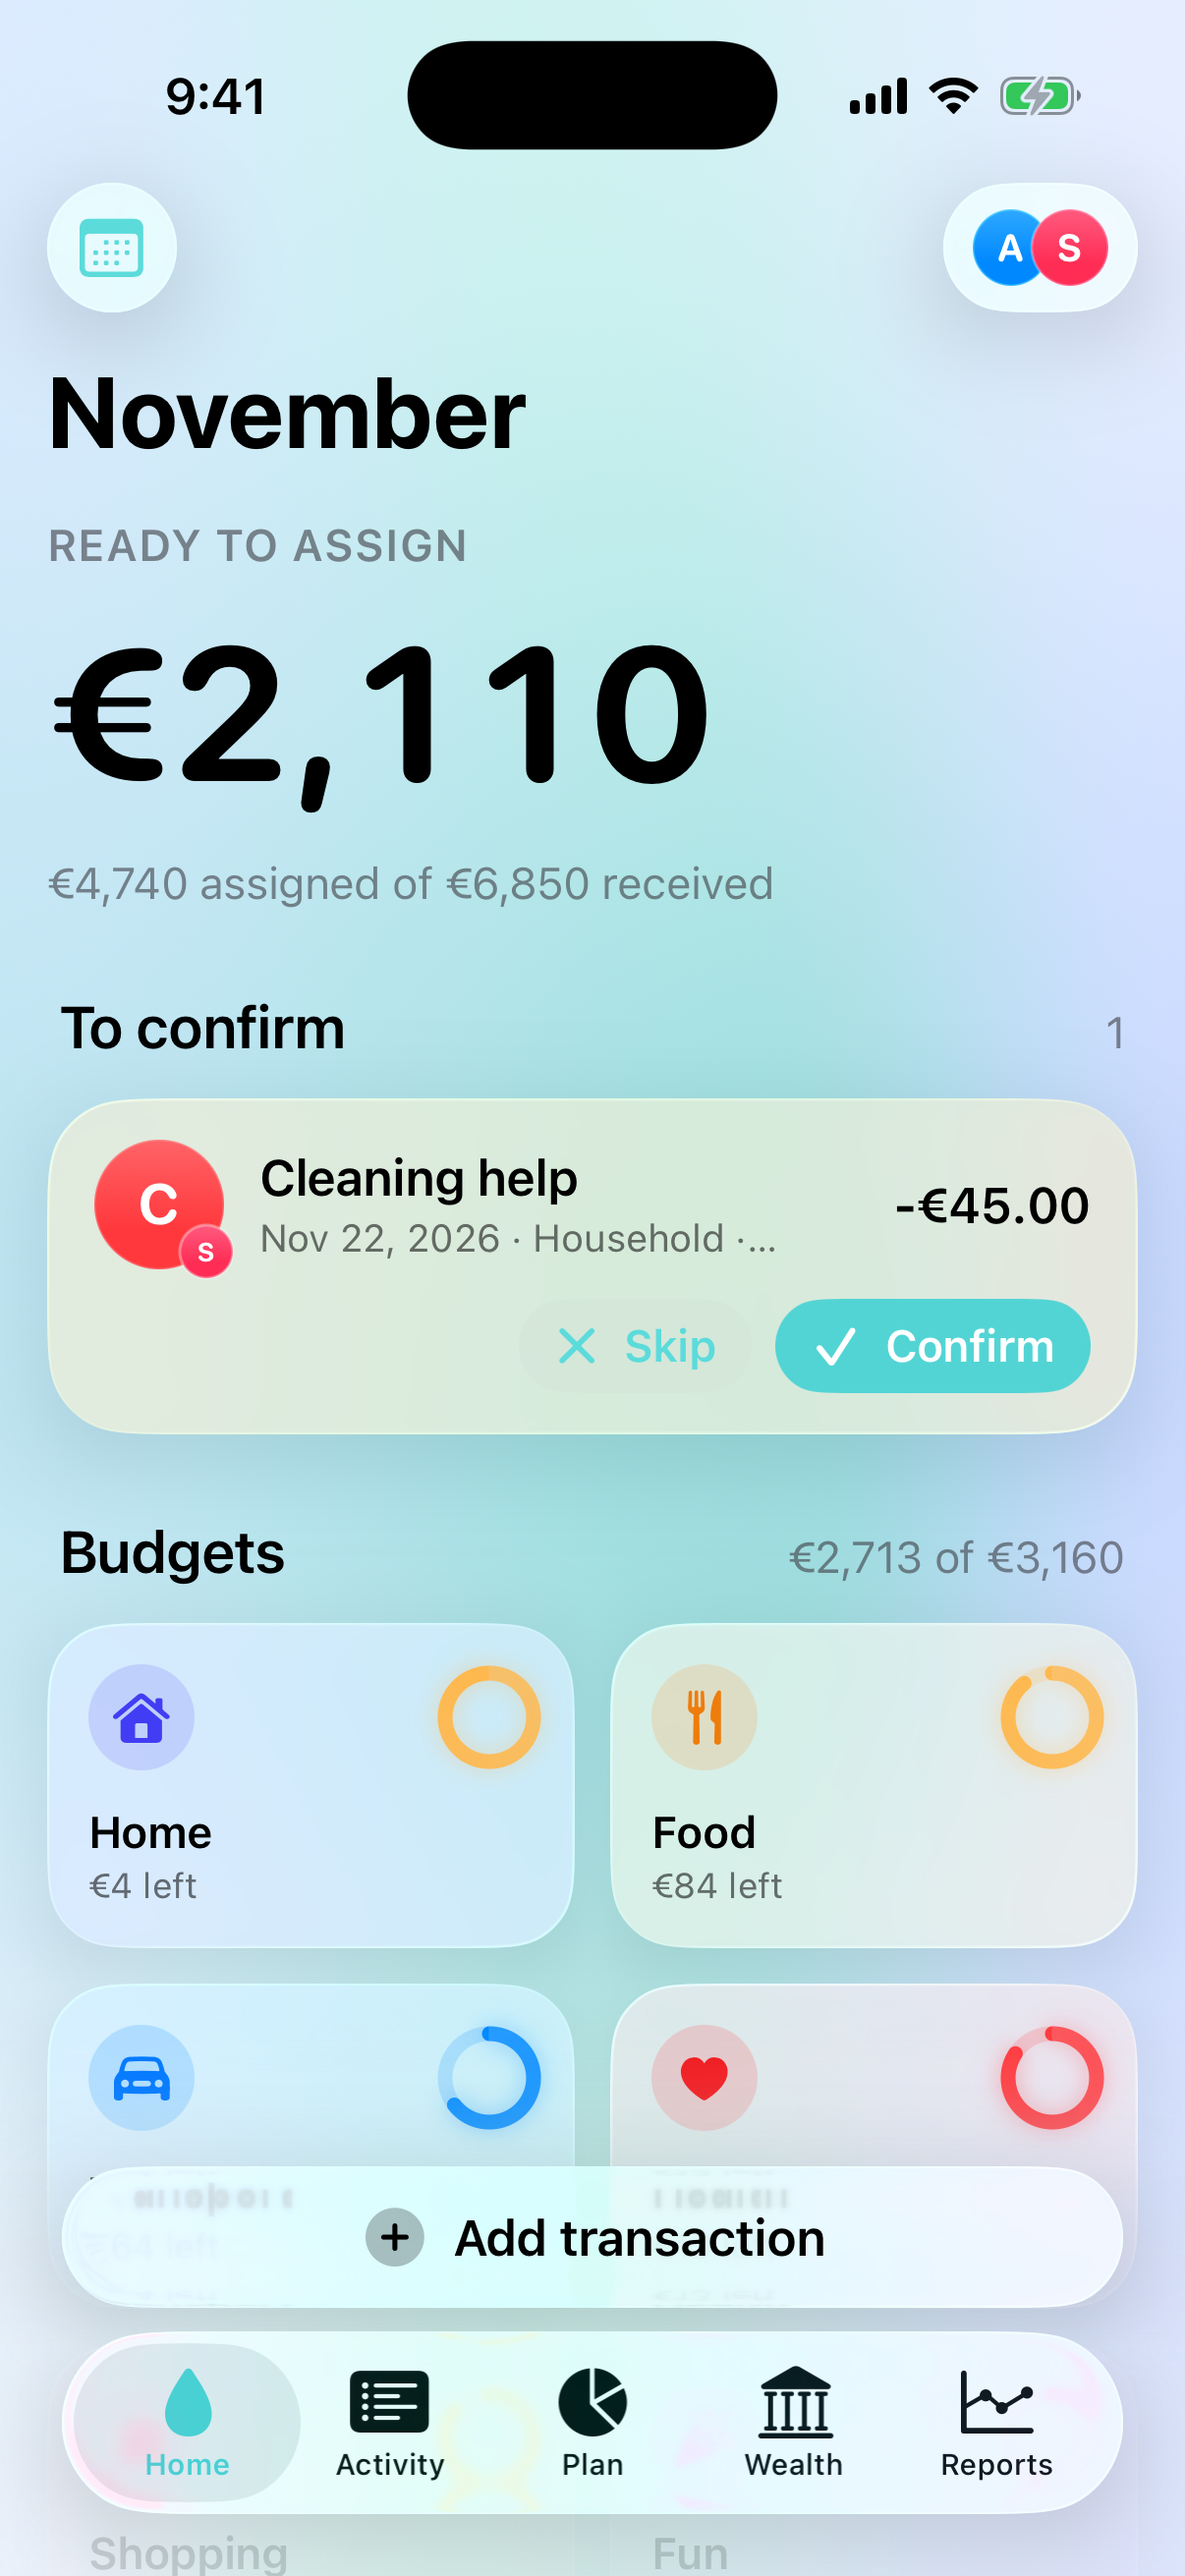 9:41
A S
November
READY TO ASSIGN
€2,110
€4,740 assigned of €6,850 received
To confirm 1
C
S
Cleaning help
Nov 22, 2026 · Household ·...
-€45.00
Skip Confirm
Budgets €2,713 of €3,160
Home
€4 left
Food
€84 left
€64 left
Add transaction
Home Activity Plan Wealth Reports
Shopping Fun